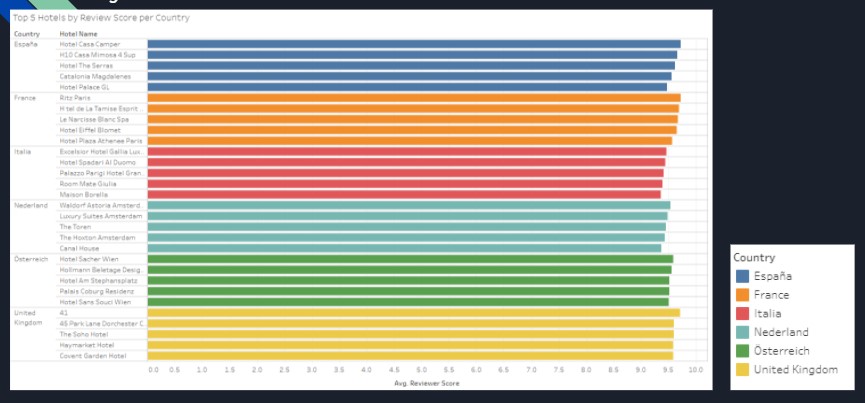 Top 5 Hotels by Review Score per Country
Country Hotel Name
España Hotel Casa Camper
H10 Casa Mimosa 4 Sup
Hotel The Serras
Catalonia Magdalenes
Hotel Palace GL
France Ritz Paris
H tel de La Tamise Esprit..
Le Narcisse Blanc Spa
Hotel Eiffel Blomet
Hotel Plaza Athenee Paris
Italia Excelsior Hotel Gallia Lux..
Hotel Spadari Al Duomo
Palazzo Parigi Hotel Gran..
Room Mate Giulia
Maison Borella
Nederland Waldorf Astoria Amsterd..
Luxury Suites Amsterdam
The Toren
The Hoxton Amsterdam
Canal House
Österreich Hotel Sacher Wien
Hollmann Beletage Desig..
Hotel Am Stephansplatz
Palais Coburg Residenz
Hotel Sans Souci Wien
United Kingdom 41
45 Park Lane Dorchester C..
The Soho Hotel
Haymarket Hotel
Covent Garden Hotel
0.0 0.5 1.0 1.5 2.0 2.5 3.0 3.5 4.0 4.5 5.0 5.5 6.0 6.5 7.0 7.5 8.0 8.5 9.0 9.5 10.0
Avg. Reviewer Score
Country
España
France
Italia
Nederland
Österreich
United Kingdom